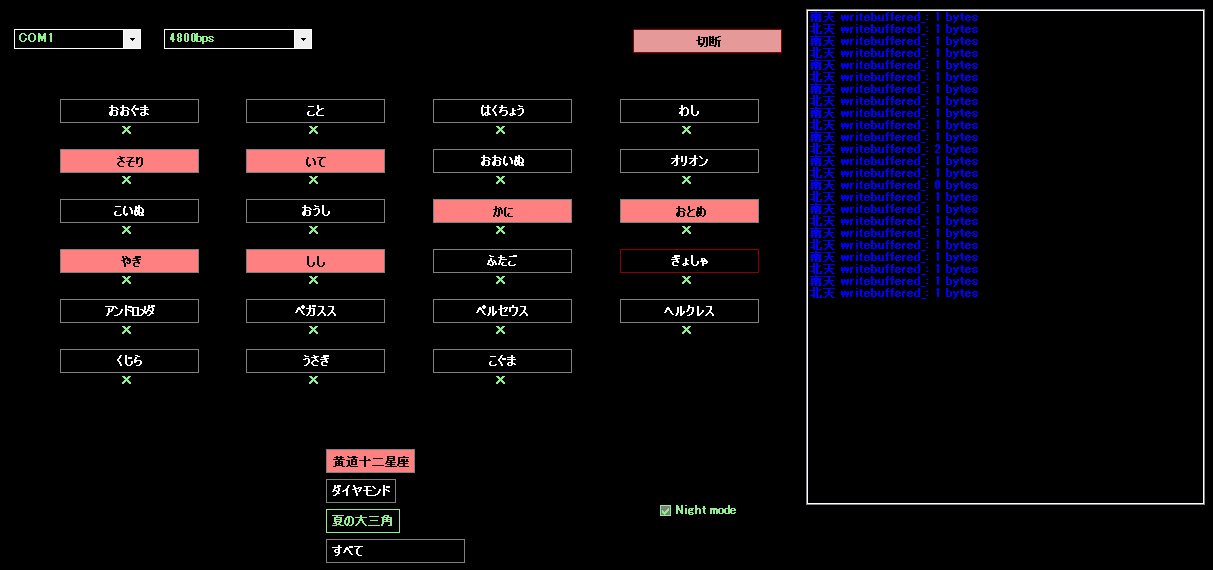 COM1
4800bps
切断
おおぐま
こと
はくちょう
わし
×
×
×
×
さそり
いて
おおいぬ
オリオン
×
×
×
×
こいぬ
おうし
かに
おとめ
×
×
×
×
やぎ
しし
ふたご
ぎょしゃ
×
×
×
×
アンドロメダ
ペガスス
ペルセウス
ヘルクレス
×
×
×
×
くじら
うさぎ
こぐま
×
×
×
黄道十二星座
ダイヤモンド
夏の大三角
すべて
Night mode
南天 writebuffered_: 1 bytes
北天 writebuffered_: 1 bytes
南天 writebuffered_: 1 bytes
北天 writebuffered_: 1 bytes
南天 writebuffered_: 1 bytes
北天 writebuffered_: 1 bytes
南天 writebuffered_: 1 bytes
北天 writebuffered_: 1 bytes
南天 writebuffered_: 1 bytes
北天 writebuffered_: 1 bytes
南天 writebuffered_: 1 bytes
北天 writebuffered_: 2 bytes
南天 writebuffered_: 1 bytes
北天 writebuffered_: 1 bytes
南天 writebuffered_: 0 bytes
北天 writebuffered_: 1 bytes
南天 writebuffered_: 1 bytes
北天 writebuffered_: 1 bytes
南天 writebuffered_: 1 bytes
北天 writebuffered_: 1 bytes
南天 writebuffered_: 1 bytes
北天 writebuffered_: 1 bytes
南天 writebuffered_: 1 bytes
北天 writebuffered_: 1 bytes